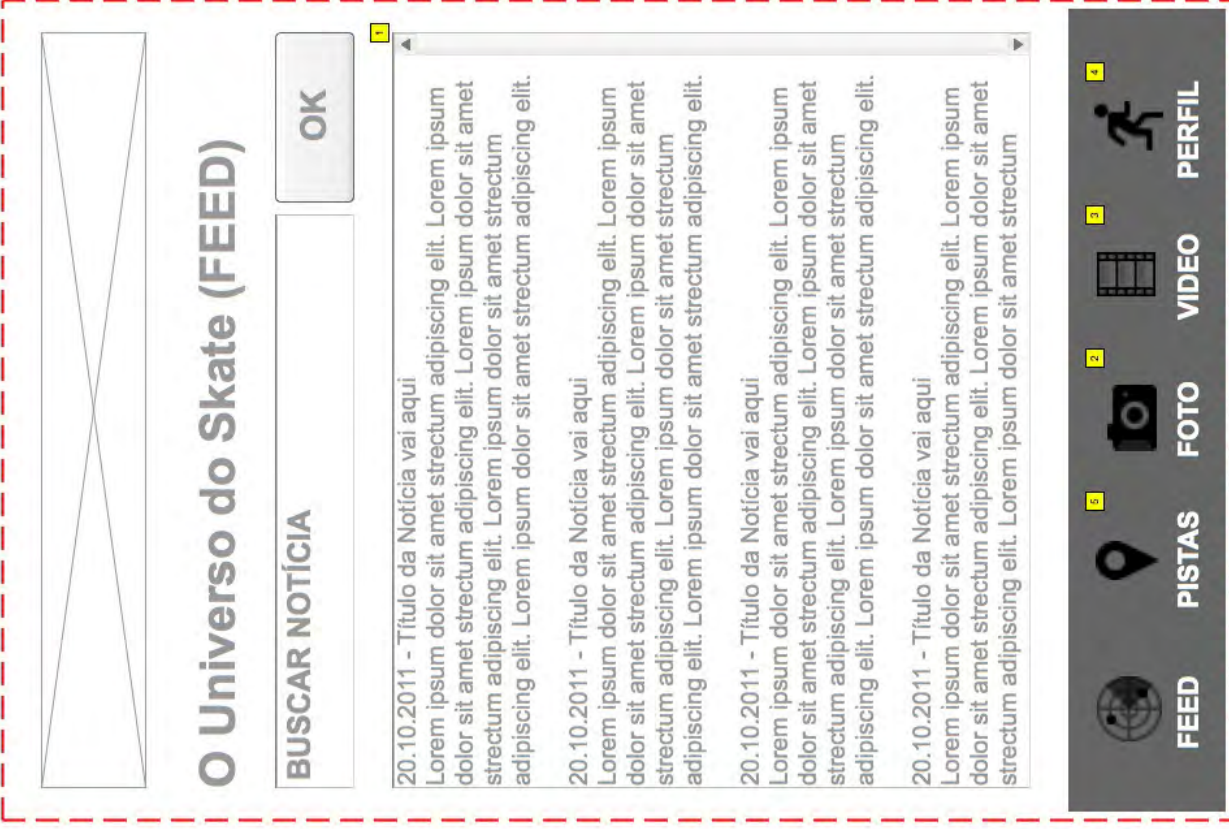 O Universo do Skate (FEED)
BUSCAR NOTÍCIA
OK
1
20.10.2011 - Título da Notícia vai aqui
Lorem ipsum dolor sit amet strectum adipiscing elit. Lorem ipsum
dolor sit amet strectum adipiscing elit. Lorem ipsum dolor sit amet
strectum adipiscing elit. Lorem ipsum dolor sit amet strectum
adipiscing elit. Lorem ipsum dolor sit amet strectum adipiscing elit.
20.10.2011 - Título da Notícia vai aqui
Lorem ipsum dolor sit amet strectum adipiscing elit. Lorem ipsum
dolor sit amet strectum adipiscing elit. Lorem ipsum dolor sit amet
strectum adipiscing elit. Lorem ipsum dolor sit amet strectum
adipiscing elit. Lorem ipsum dolor sit amet strectum adipiscing elit.
20.10.2011 - Título da Notícia vai aqui
Lorem ipsum dolor sit amet strectum adipiscing elit. Lorem ipsum
dolor sit amet strectum adipiscing elit. Lorem ipsum dolor sit amet
strectum adipiscing elit. Lorem ipsum dolor sit amet strectum
adipiscing elit. Lorem ipsum dolor sit amet strectum adipiscing elit.
20.10.2011 - Título da Notícia vai aqui
Lorem ipsum dolor sit amet strectum adipiscing elit. Lorem ipsum
dolor sit amet strectum adipiscing elit. Lorem ipsum dolor sit amet
strectum adipiscing elit. Lorem ipsum dolor sit amet strectum
5
2
3
4
FEED
PISTAS
FOTO
VIDEO
PERFIL